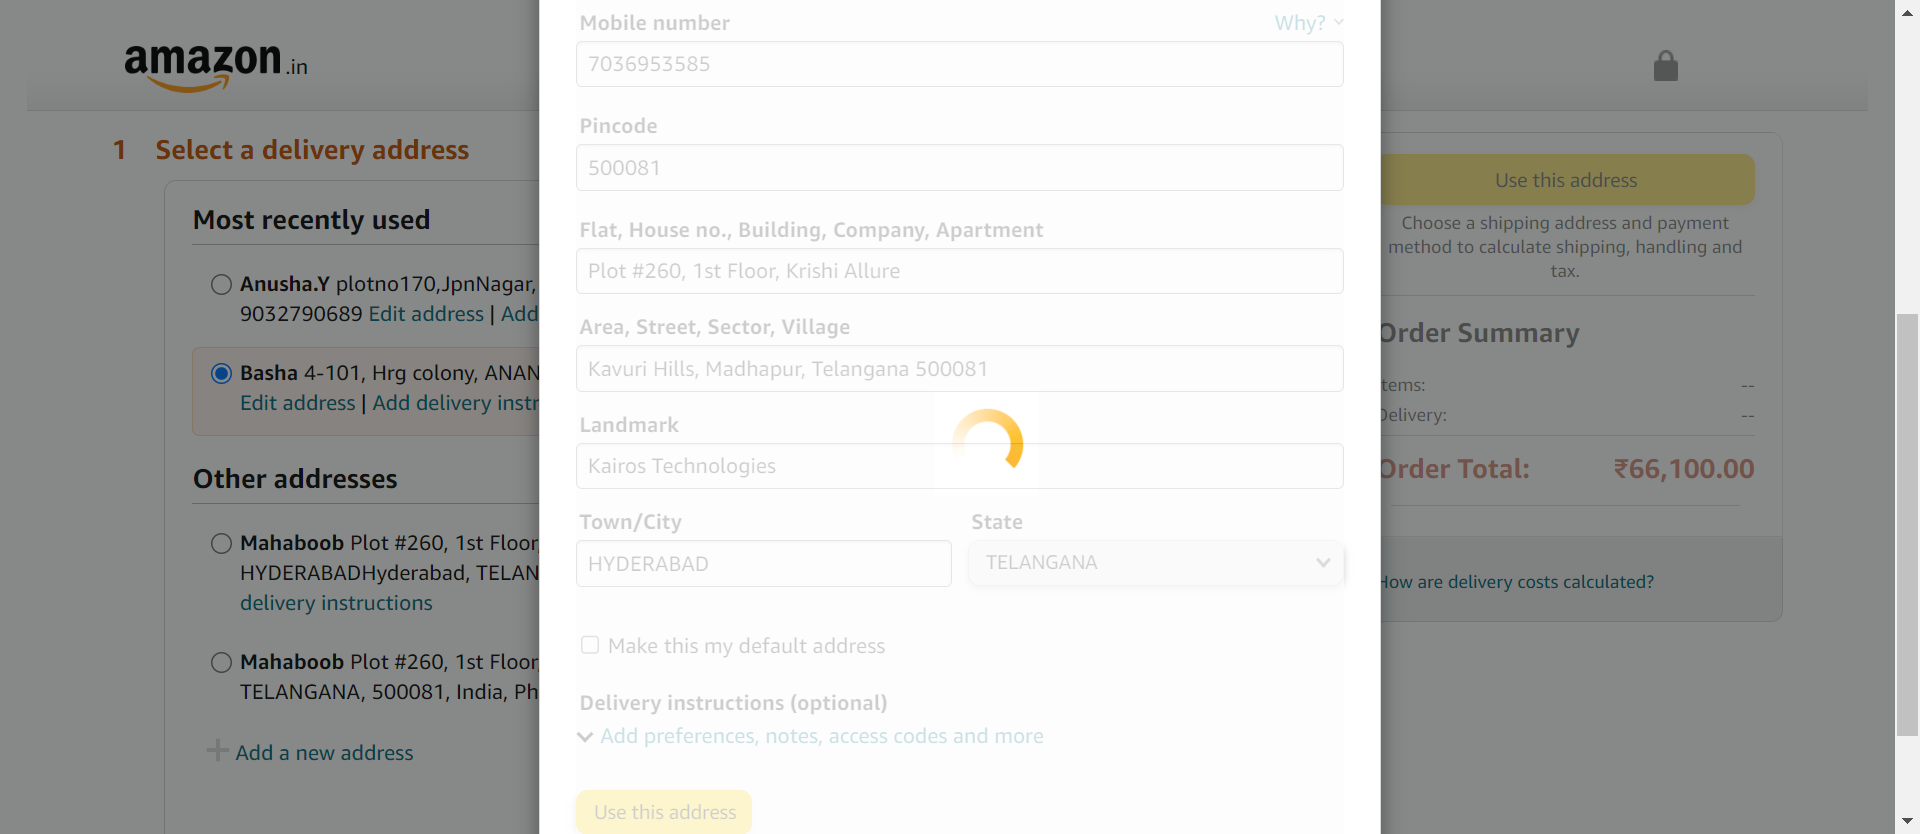 amazon.in
1 Select a delivery address
Most recently used
Anusha.Y plotno170,JpnNagar,
9032790689 Edit address | Add
Basha 4-101, Hrg colony, ANAN
Edit address | Add delivery instr
Other addresses
Mahaboob Plot #260, 1st Floor,
HYDERABADHyderabad, TELAN
delivery instructions
Mahaboob Plot #260, 1st Floor,
TELANGANA, 500081, India, Ph
Add a new address
Mobile number
Why?
7036953585
Pincode
500081
Flat, House no., Building, Company, Apartment
Plot #260, 1st Floor, Krishi Allure
Area, Street, Sector, Village
Kavuri Hills, Madhapur, Telangana 500081
Landmark
Kairos Technologies
Town/City
HYDERABAD
State
TELANGANA
Make this my default address
Delivery instructions (optional)
Add preferences, notes, access codes and more
Use this address
Use this address
Choose a shipping address and payment
method to calculate shipping, handling and
tax.
Order Summary
tems: --
Delivery: --
Order Total: ₹66,100.00
How are delivery costs calculated?